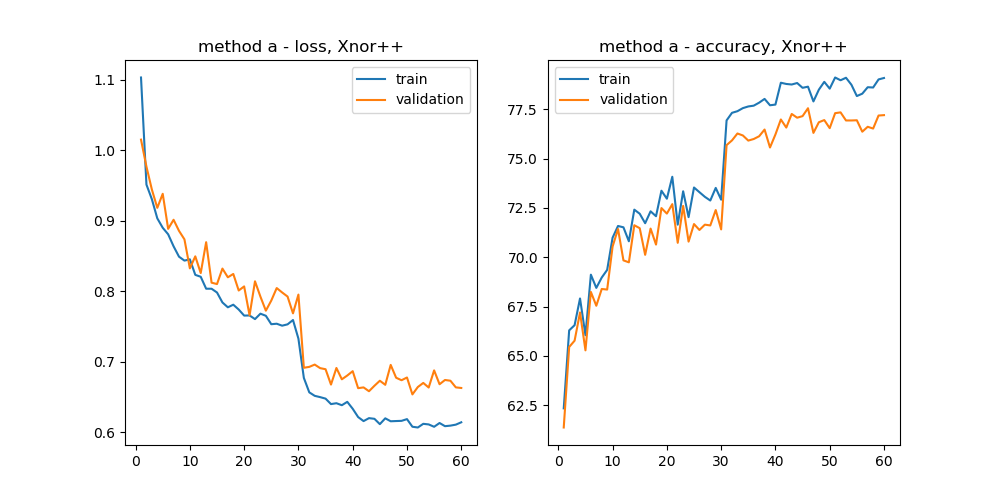 method a - loss, Xnor++
train
validation
1.1
1.0
0.9
0.8
0.7
0.6
0 10 20 30 40 50 60
method a - accuracy, Xnor++
train
validation
77.5
75.0
72.5
70.0
67.5
65.0
62.5
0 10 20 30 40 50 60